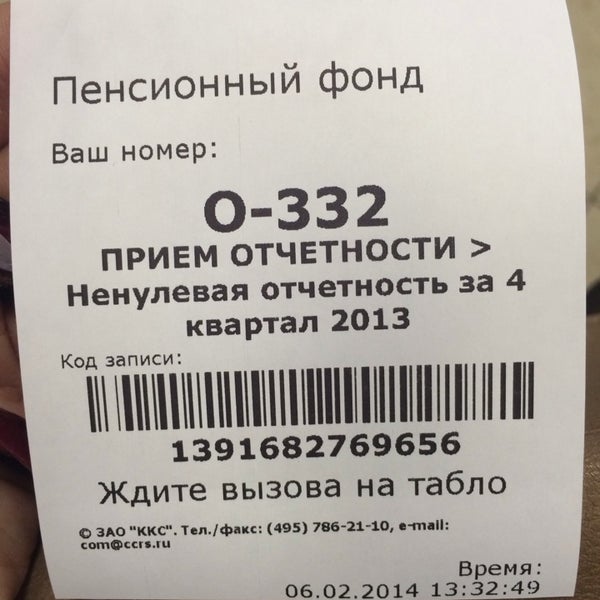 Пенсионный фонд
Ваш номер:
О-332
ПРИЕМ ОТЧЕТНОСТИ >
Ненулевая отчетность за 4
квартал 2013
Код записи:
1391682769656
Ждите вызова на табло
© ЗАО "ККС". Тел./факс: (495) 786-21-10, e-mail:
com@ccrs.ru
Время:
06.02.2014 13:32:49